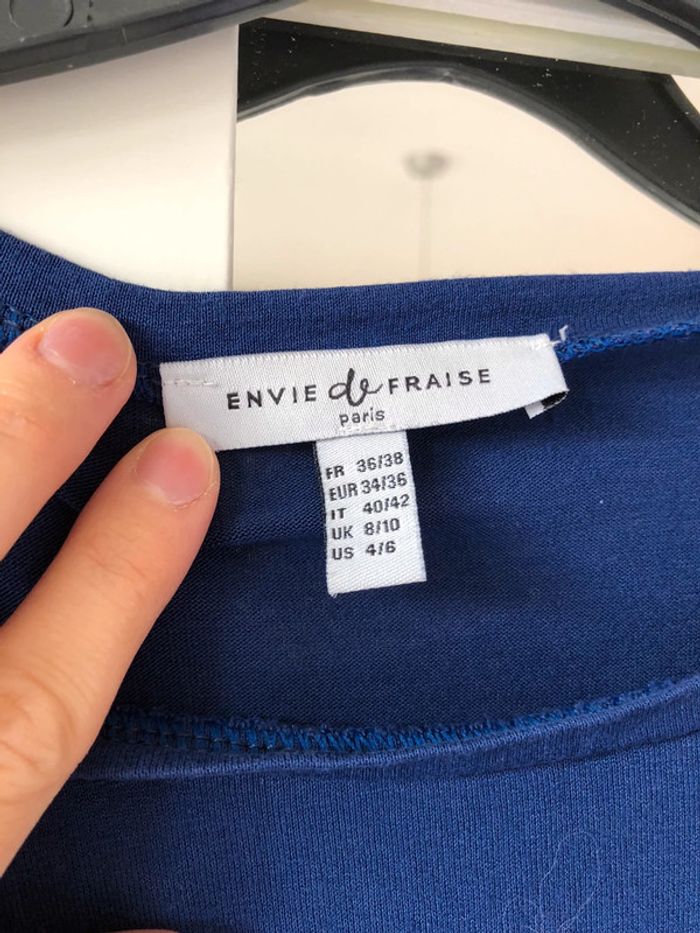 ENVIE de FRAISE
paris
FR 36/38
EUR 34/36
IT 40/42
UK 8/10
US 4/6